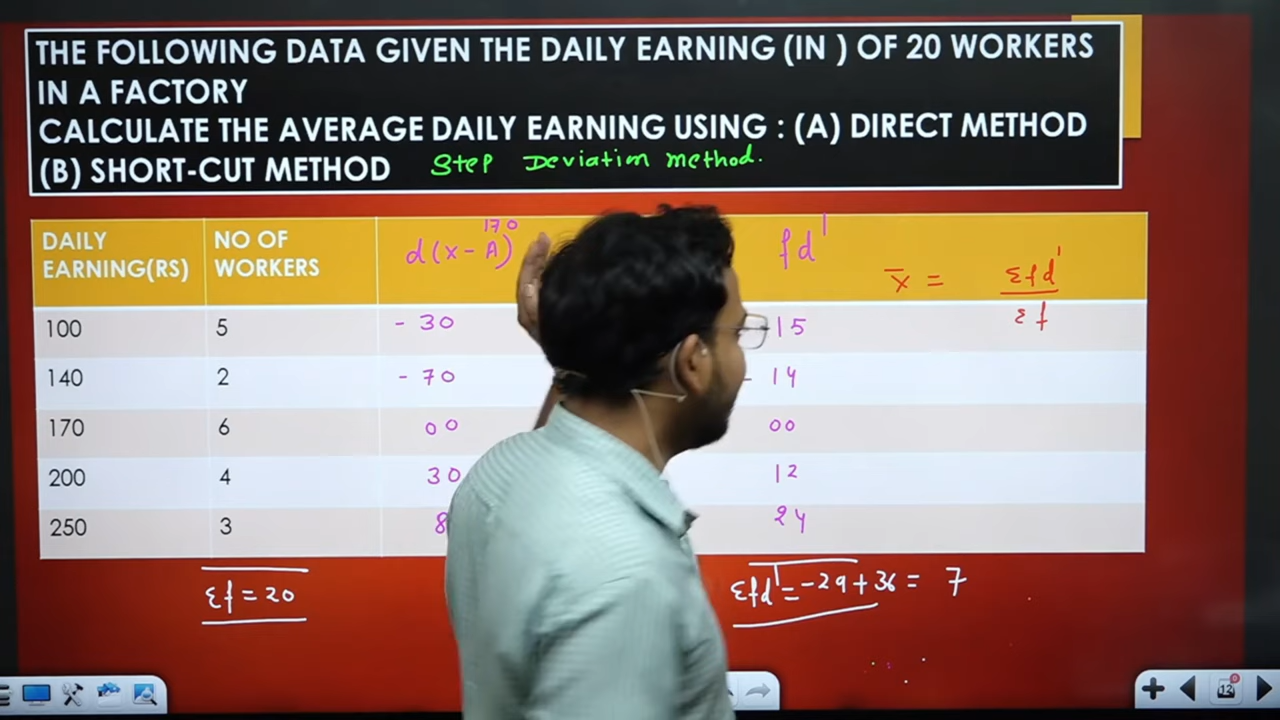 THE FOLLOWING DATA GIVEN THE DAILY EARNING (IN ) OF 20 WORKERS
IN A FACTORY
CALCULATE THE AVERAGE DAILY EARNING USING : (A) DIRECT METHOD
(B) SHORT-CUT METHOD Step Deviation method.
DAILY EARNING(RS) NO OF WORKERS d(x-A) 170 fd' x̄ = Σfd' / Σf
100 5 - 30 15
140 2 - 70 - 14
170 6 00 00
200 4 30 12
250 3 8 24
Σf = 20 Σfd' = -29+36 = 7
12